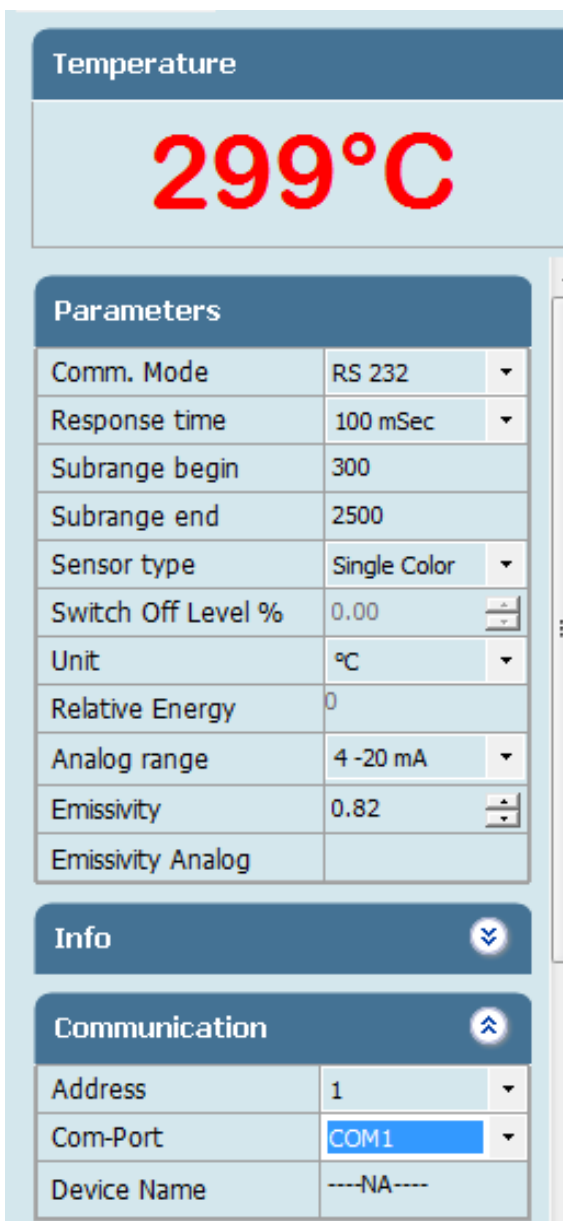 Temperature
299°C
Parameters
Comm. Mode RS 232
Response time 100 mSec
Subrange begin 300
Subrange end 2500
Sensor type Single Color
Switch Off Level % 0.00
Unit °C
Relative Energy 0
Analog range 4 -20 mA
Emissivity 0.82
Emissivity Analog
Info
Communication
Address 1
Com-Port COM1
Device Name ----NA----